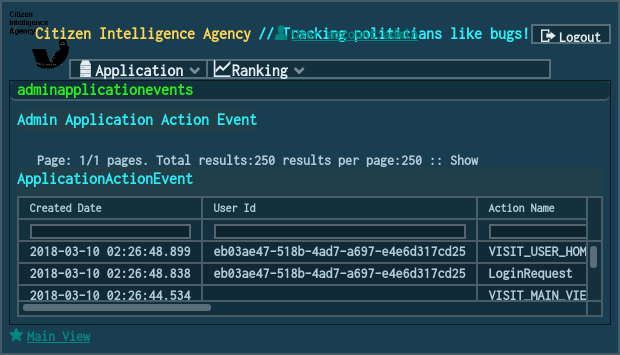 Citizen
Intelligence
Agency
Citizen Intelligence Agency // Tracking politicians like bugs!
Logout
Application Ranking
adminapplicationevents
Admin Application Action Event
Page: 1/1 pages. Total results:250 results per page:250 :: Show
ApplicationActionEvent
Created Date User Id Action Name
2018-03-10 02:26:48.899 eb03ae47-518b-4ad7-a697-e4e6d317cd25 VISIT_USER_HOM
2018-03-10 02:26:48.838 eb03ae47-518b-4ad7-a697-e4e6d317cd25 LoginRequest
2018-03-10 02:26:44.534 VISIT_MAIN_VIE
Main View